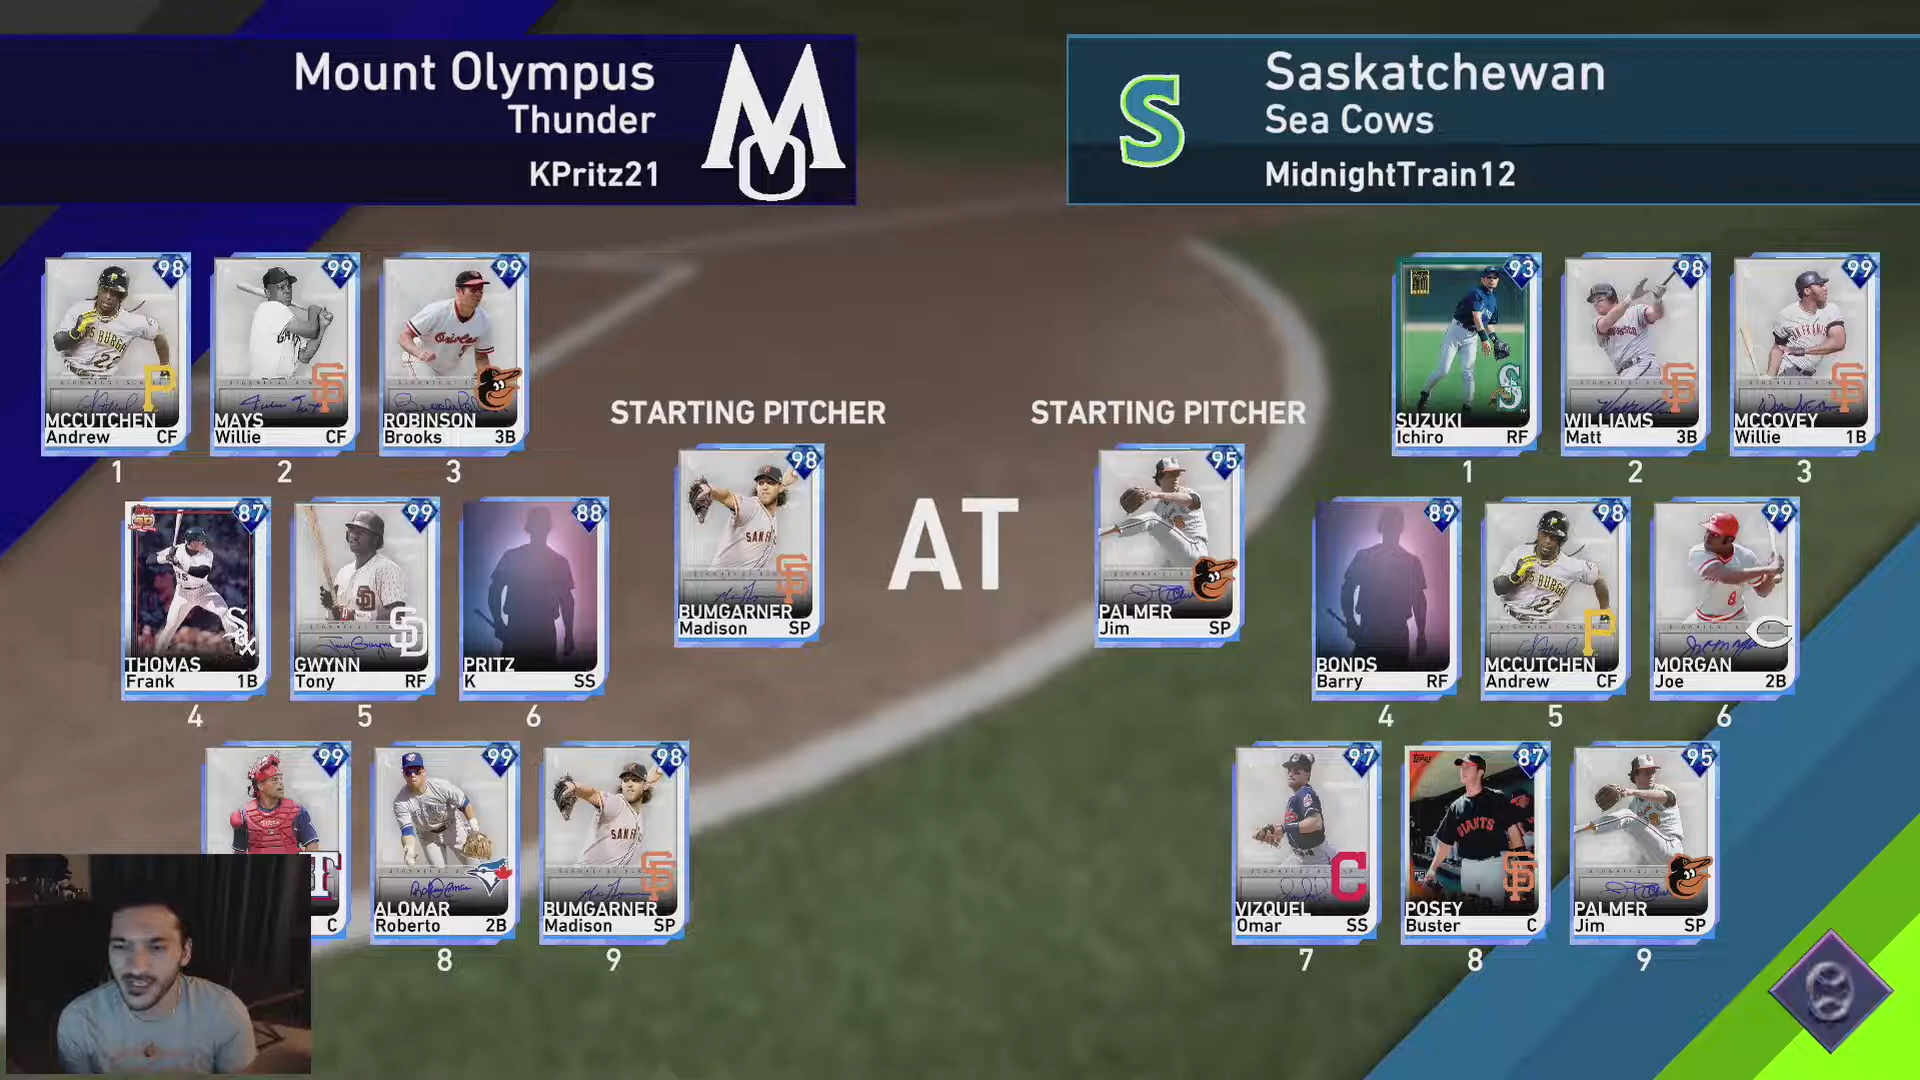 Mount Olympus
Thunder
KPritz21
Saskatchewan
Sea Cows
MidnightTrain12
98
MCCUTCHEN
Andrew CF
1
99
MAYS
Willie CF
2
99
ROBINSON
Brooks 3B
3
87
THOMAS
Frank 1B
4
99
GWYNN
Tony RF
5
88
PRITZ
K SS
6
99
C
99
ALOMAR
Roberto 2B
8
98
BUMGARNER
Madison SP
9
STARTING PITCHER
98
BUMGARNER
Madison SP
AT
STARTING PITCHER
95
PALMER
Jim SP
93
SUZUKI
Ichiro RF
1
98
WILLIAMS
Matt 3B
2
99
MCCOVEY
Willie 1B
3
89
BONDS
Barry RF
4
98
MCCUTCHEN
Andrew CF
5
99
MORGAN
Joe 2B
6
97
VIZQUEL
Omar SS
7
87
POSEY
Buster C
8
95
PALMER
Jim SP
9